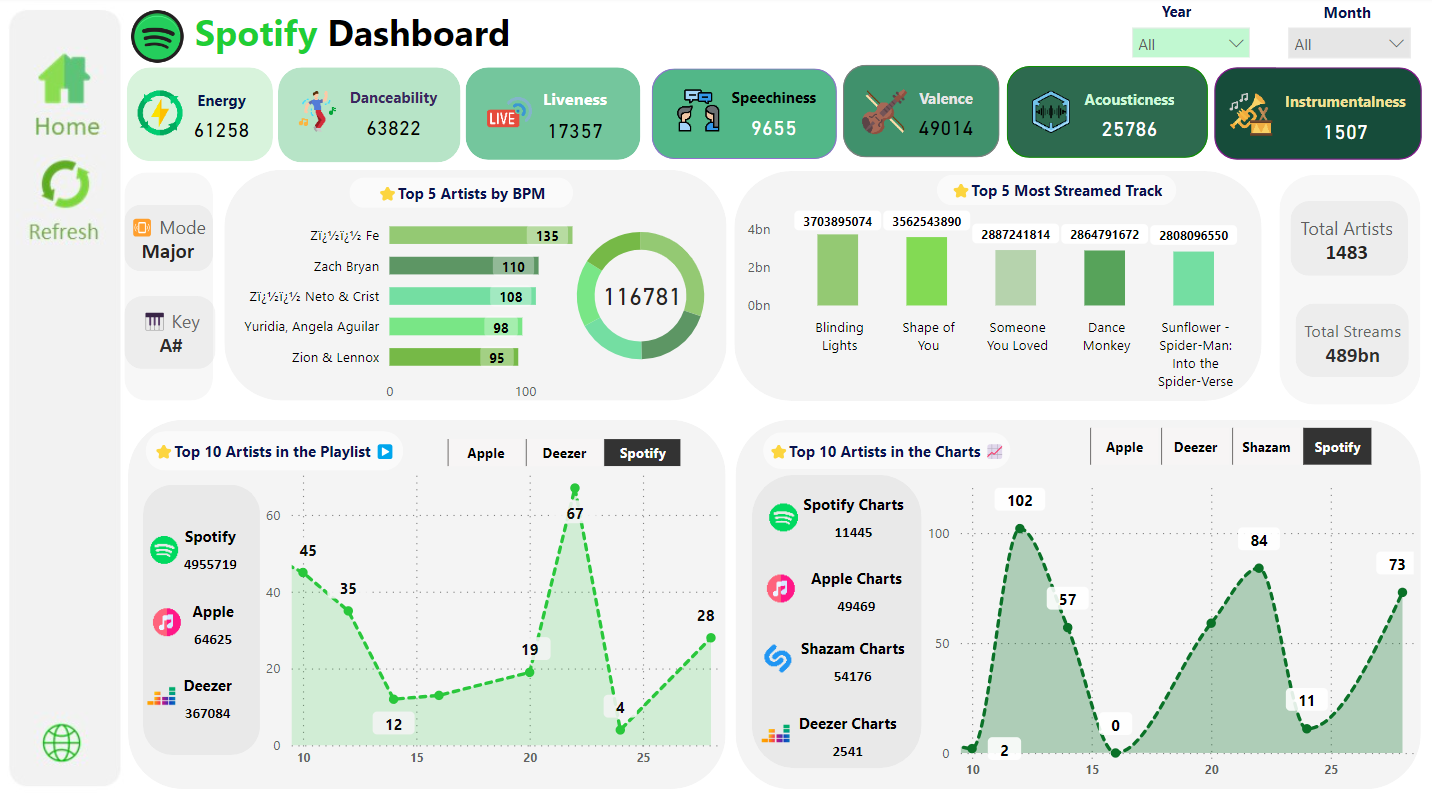 Home
Refresh
Spotify Dashboard
Year
All
Month
All
Energy
61258
Danceability
63822
LIVE
Liveness
17357
Speechiness
9655
Valence
49014
Acousticness
25786
Instrumentalness
1507
Mode
Major
Key
A#
Top 5 Artists by BPM
Zï¿½ï¿½ Fe
135
Zach Bryan
110
Zï¿½ï¿½ Neto & Crist
108
Yuridia, Angela Aguilar
98
Zion & Lennox
95
0
100
116781
Top 5 Most Streamed Track
4bn
2bn
0bn
3703895074
3562543890
2887241814
2864791672
2808096550
Blinding
Lights
Shape of
You
Someone
You Loved
Dance
Monkey
Sunflower -
Spider-Man:
Into the
Spider-Verse
Total Artists
1483
Total Streams
489bn
Top 10 Artists in the Playlist
Apple
Deezer
Spotify
Spotify
4955719
Apple
64625
Deezer
367084
60
40
20
0
45
35
12
19
67
4
28
10
15
20
25
Top 10 Artists in the Charts
Apple
Deezer
Shazam
Spotify
Spotify Charts
11445
Apple Charts
49469
Shazam Charts
54176
Deezer Charts
2541
100
50
0
2
102
57
0
84
11
73
10
15
20
25